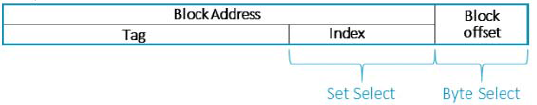 Block Address
Block offset
Tag
Index
Set Select
Byte Select